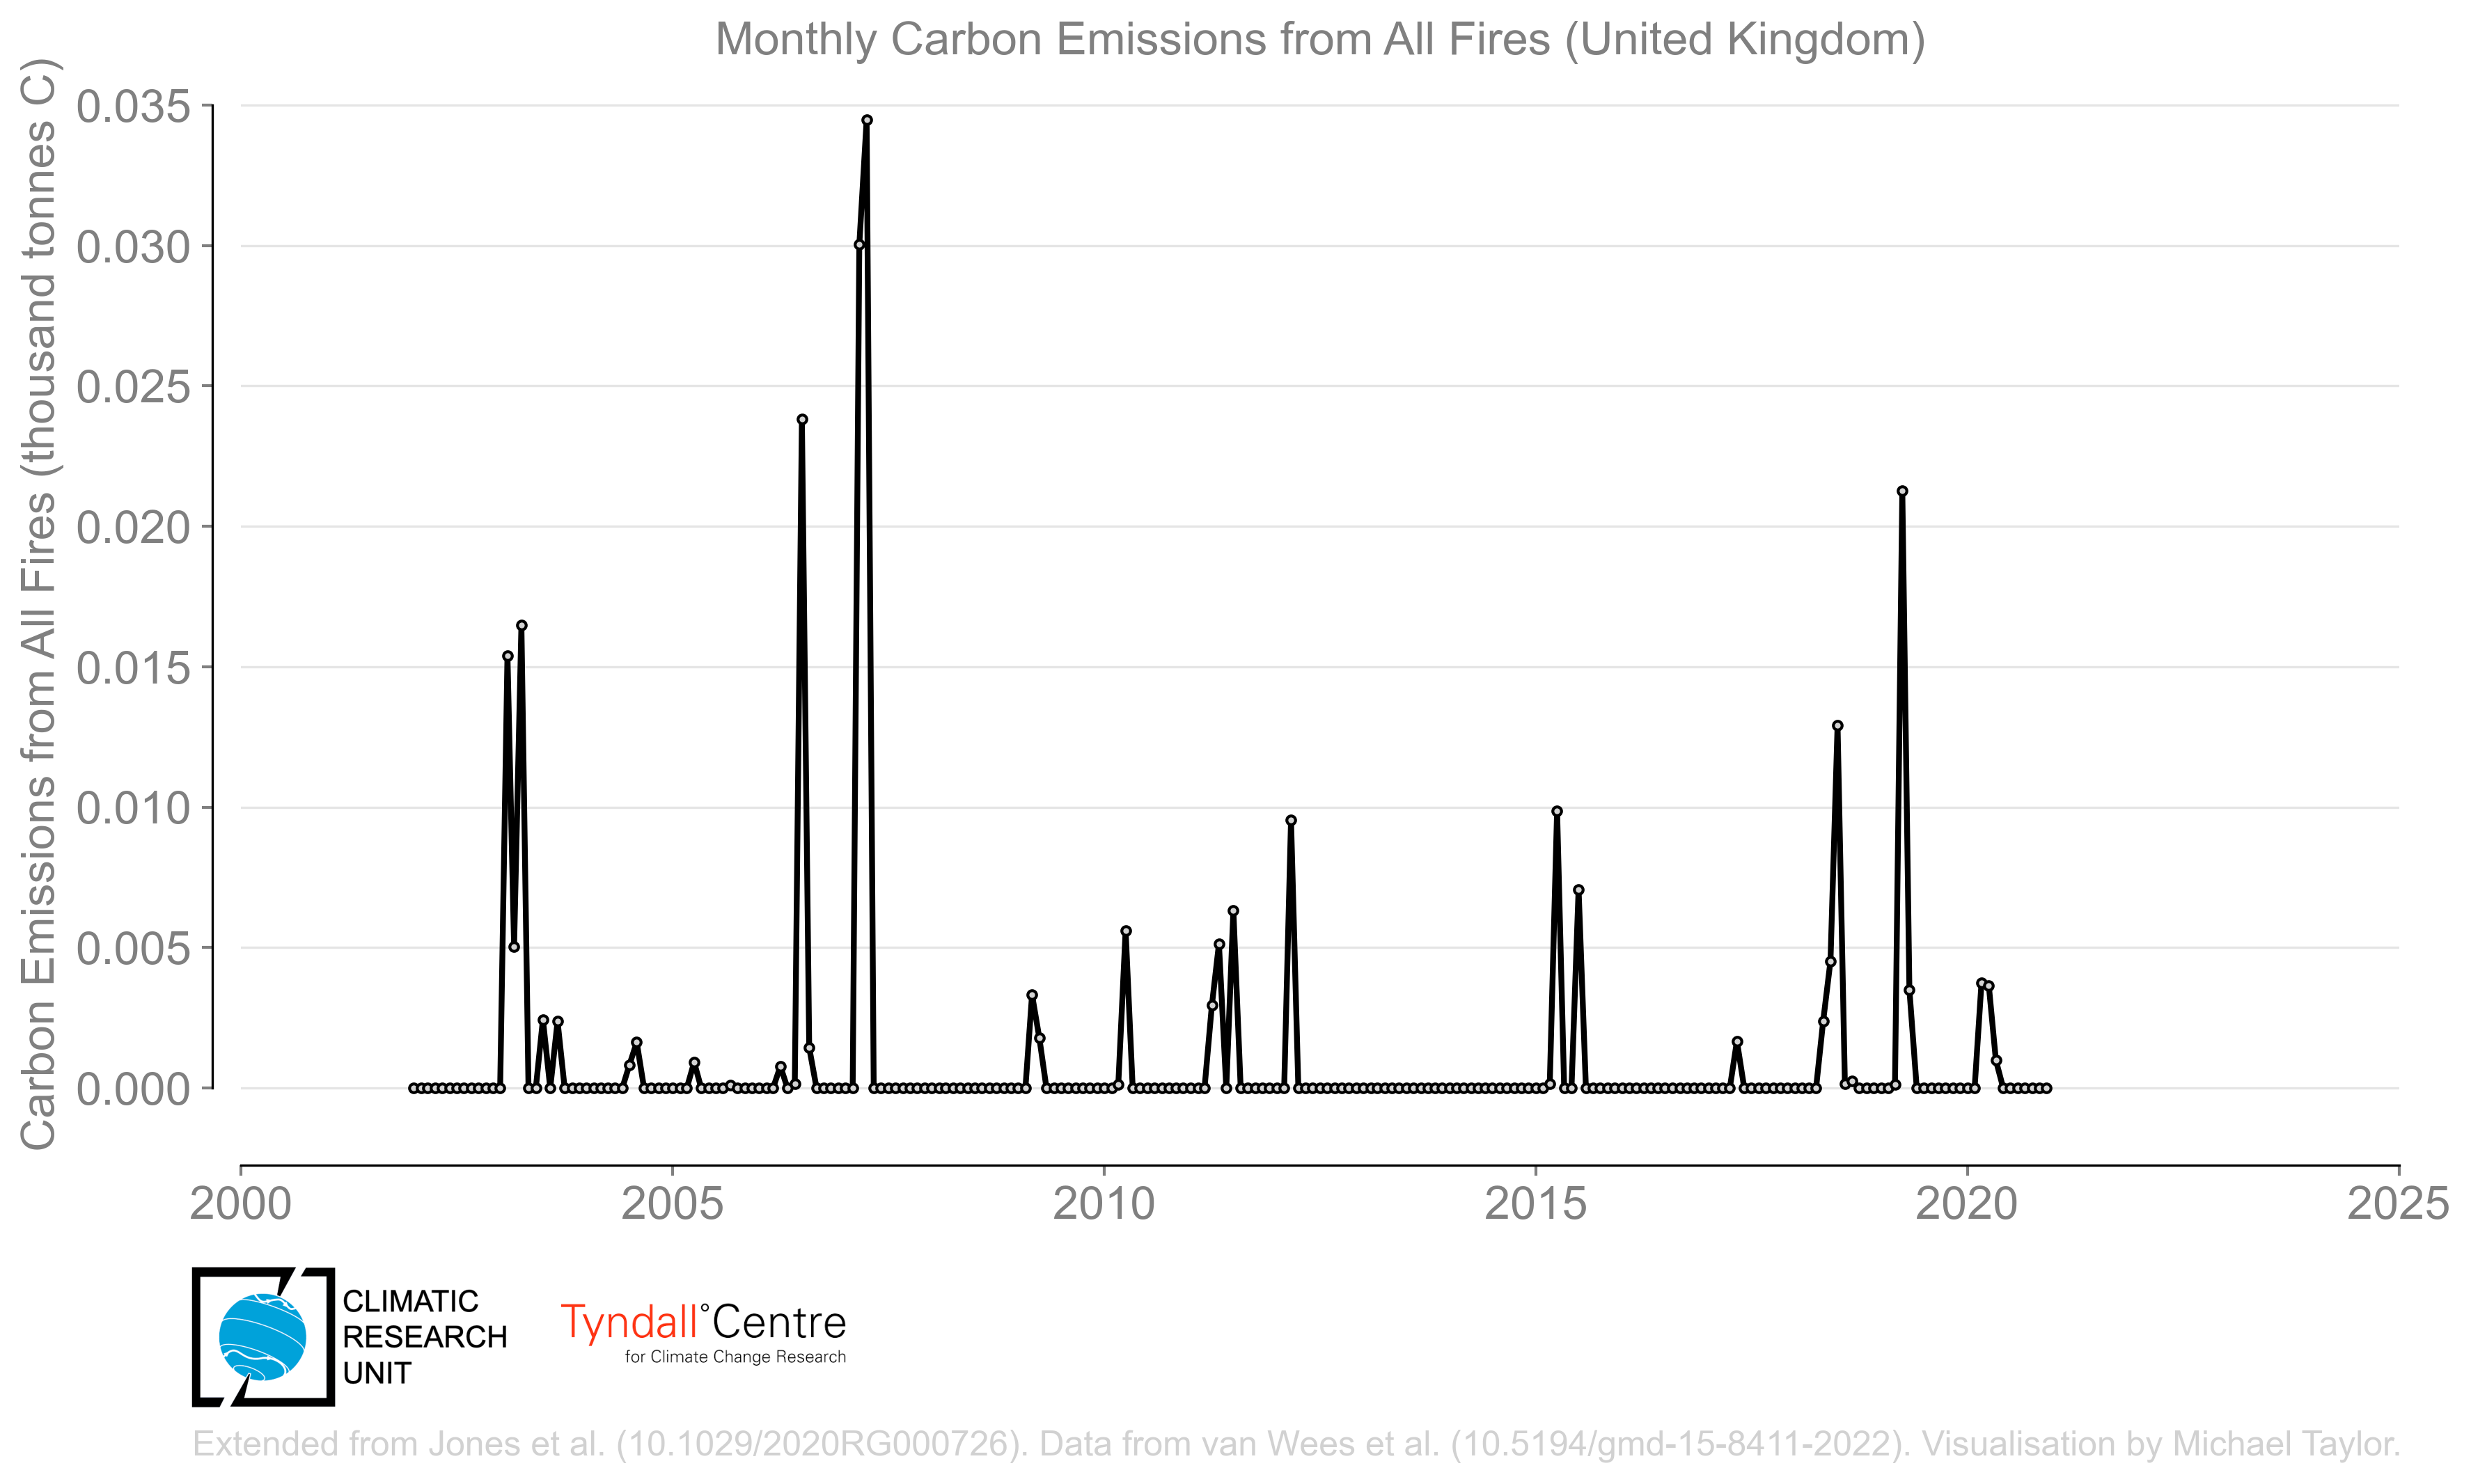 Monthly Carbon Emissions from All Fires (United Kingdom)
Carbon Emissions from All Fires (thousand tonnes C)
0.035
0.030
0.025
0.020
0.015
0.010
0.005
0.000
2000 2005 2010 2015 2020 2025
CLIMATIC
RESEARCH
UNIT
Tyndall°Centre
for Climate Change Research
Extended from Jones et al. (10.1029/2020RG000726). Data from van Wees et al. (10.5194/gmd-15-8411-2022). Visualisation by Michael Taylor.